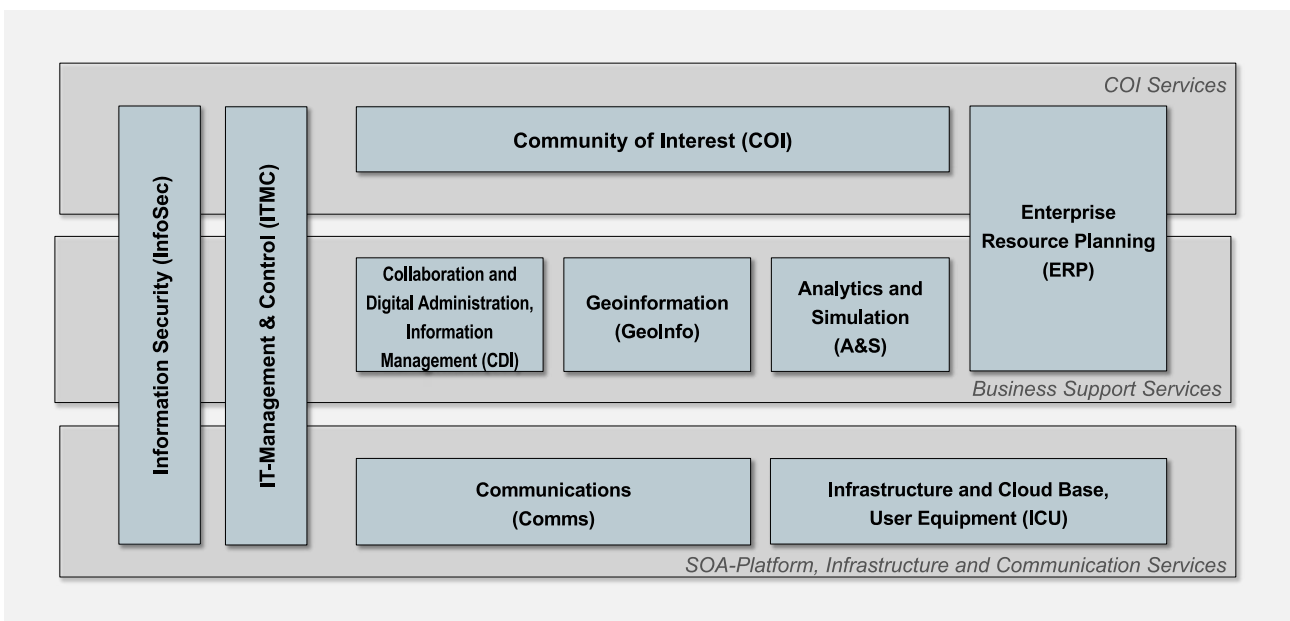 COI Services
Information Security (InfoSec)
IT-Management & Control (ITMC)
Community of Interest (COI)
Enterprise
Resource Planning
(ERP)
Collaboration and
Digital Administration,
Information
Management (CDI)
Geoinformation
(GeoInfo)
Analytics and
Simulation
(A&S)
Business Support Services
Communications
(Comms)
Infrastructure and Cloud Base,
User Equipment (ICU)
SOA-Platform, Infrastructure and Communication Services